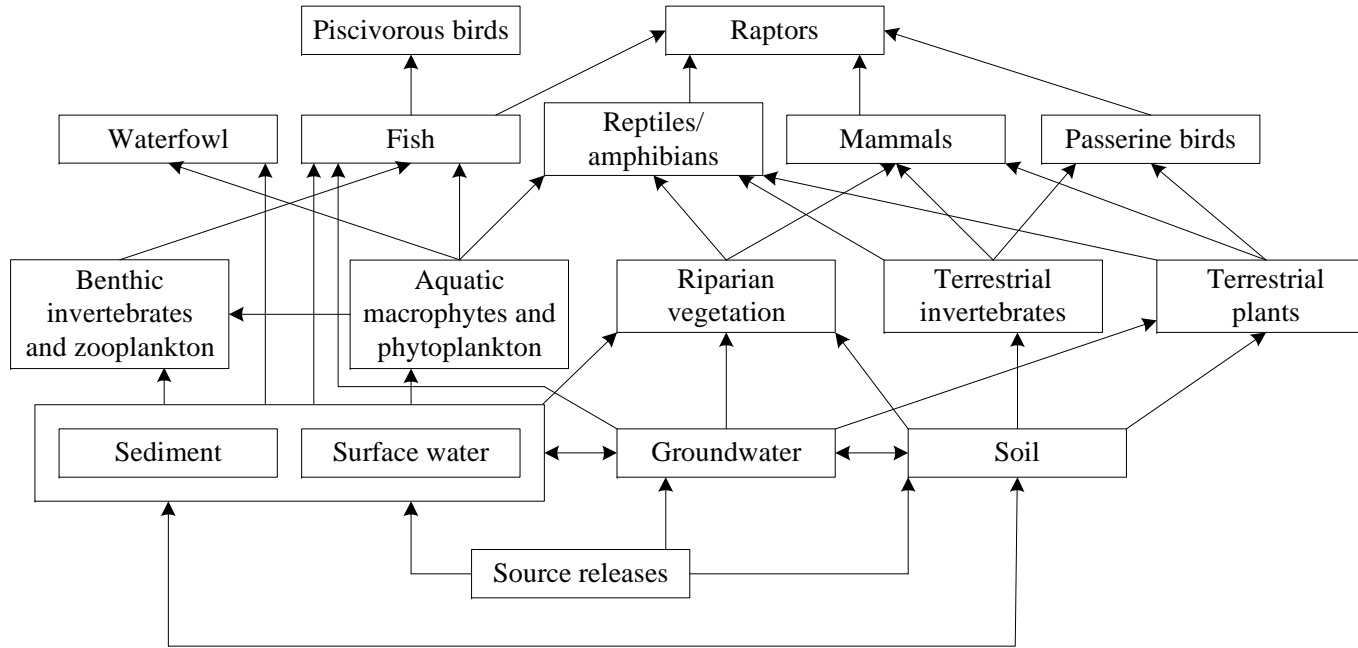 Piscivorous birds
Raptors
Waterfowl
Fish
Reptiles/
amphibians
Mammals
Passerine birds
Benthic
invertebrates
and zooplankton
Aquatic
macrophytes and
phytoplankton
Riparian
vegetation
Terrestrial
invertebrates
Terrestrial
plants
Sediment
Surface water
Groundwater
Soil
Source releases